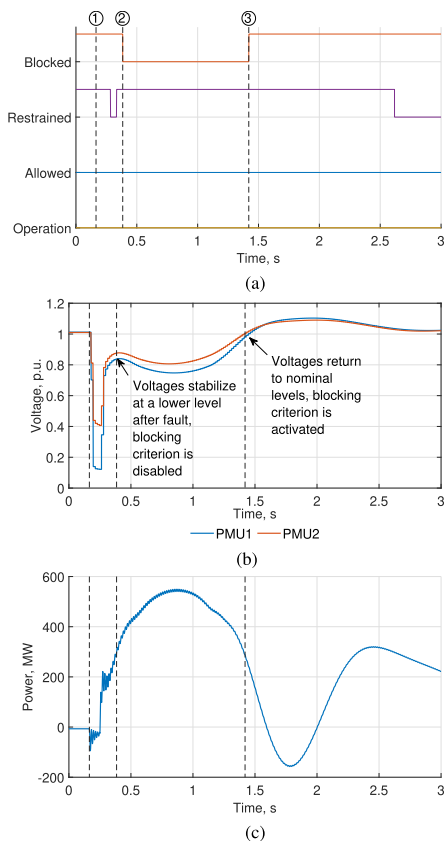 1 2 3
Blocked
Restrained
Allowed
Operation
0 0.5 1 1.5 2 2.5 3
Time, s
(a)
1.2
1.0
0.8
0.6
0.4
0.2
0
Voltage, p.u.
Voltages stabilize
at a lower level
after fault,
blocking
criterion is
disabled
Voltages return
to nominal
levels, blocking
criterion is
activated
0 0.5 1 1.5 2 2.5 3
Time, s
PMU1 PMU2
(b)
600
400
200
0
-200
Power, MW
0 0.5 1 1.5 2 2.5 3
Time, s
(c)